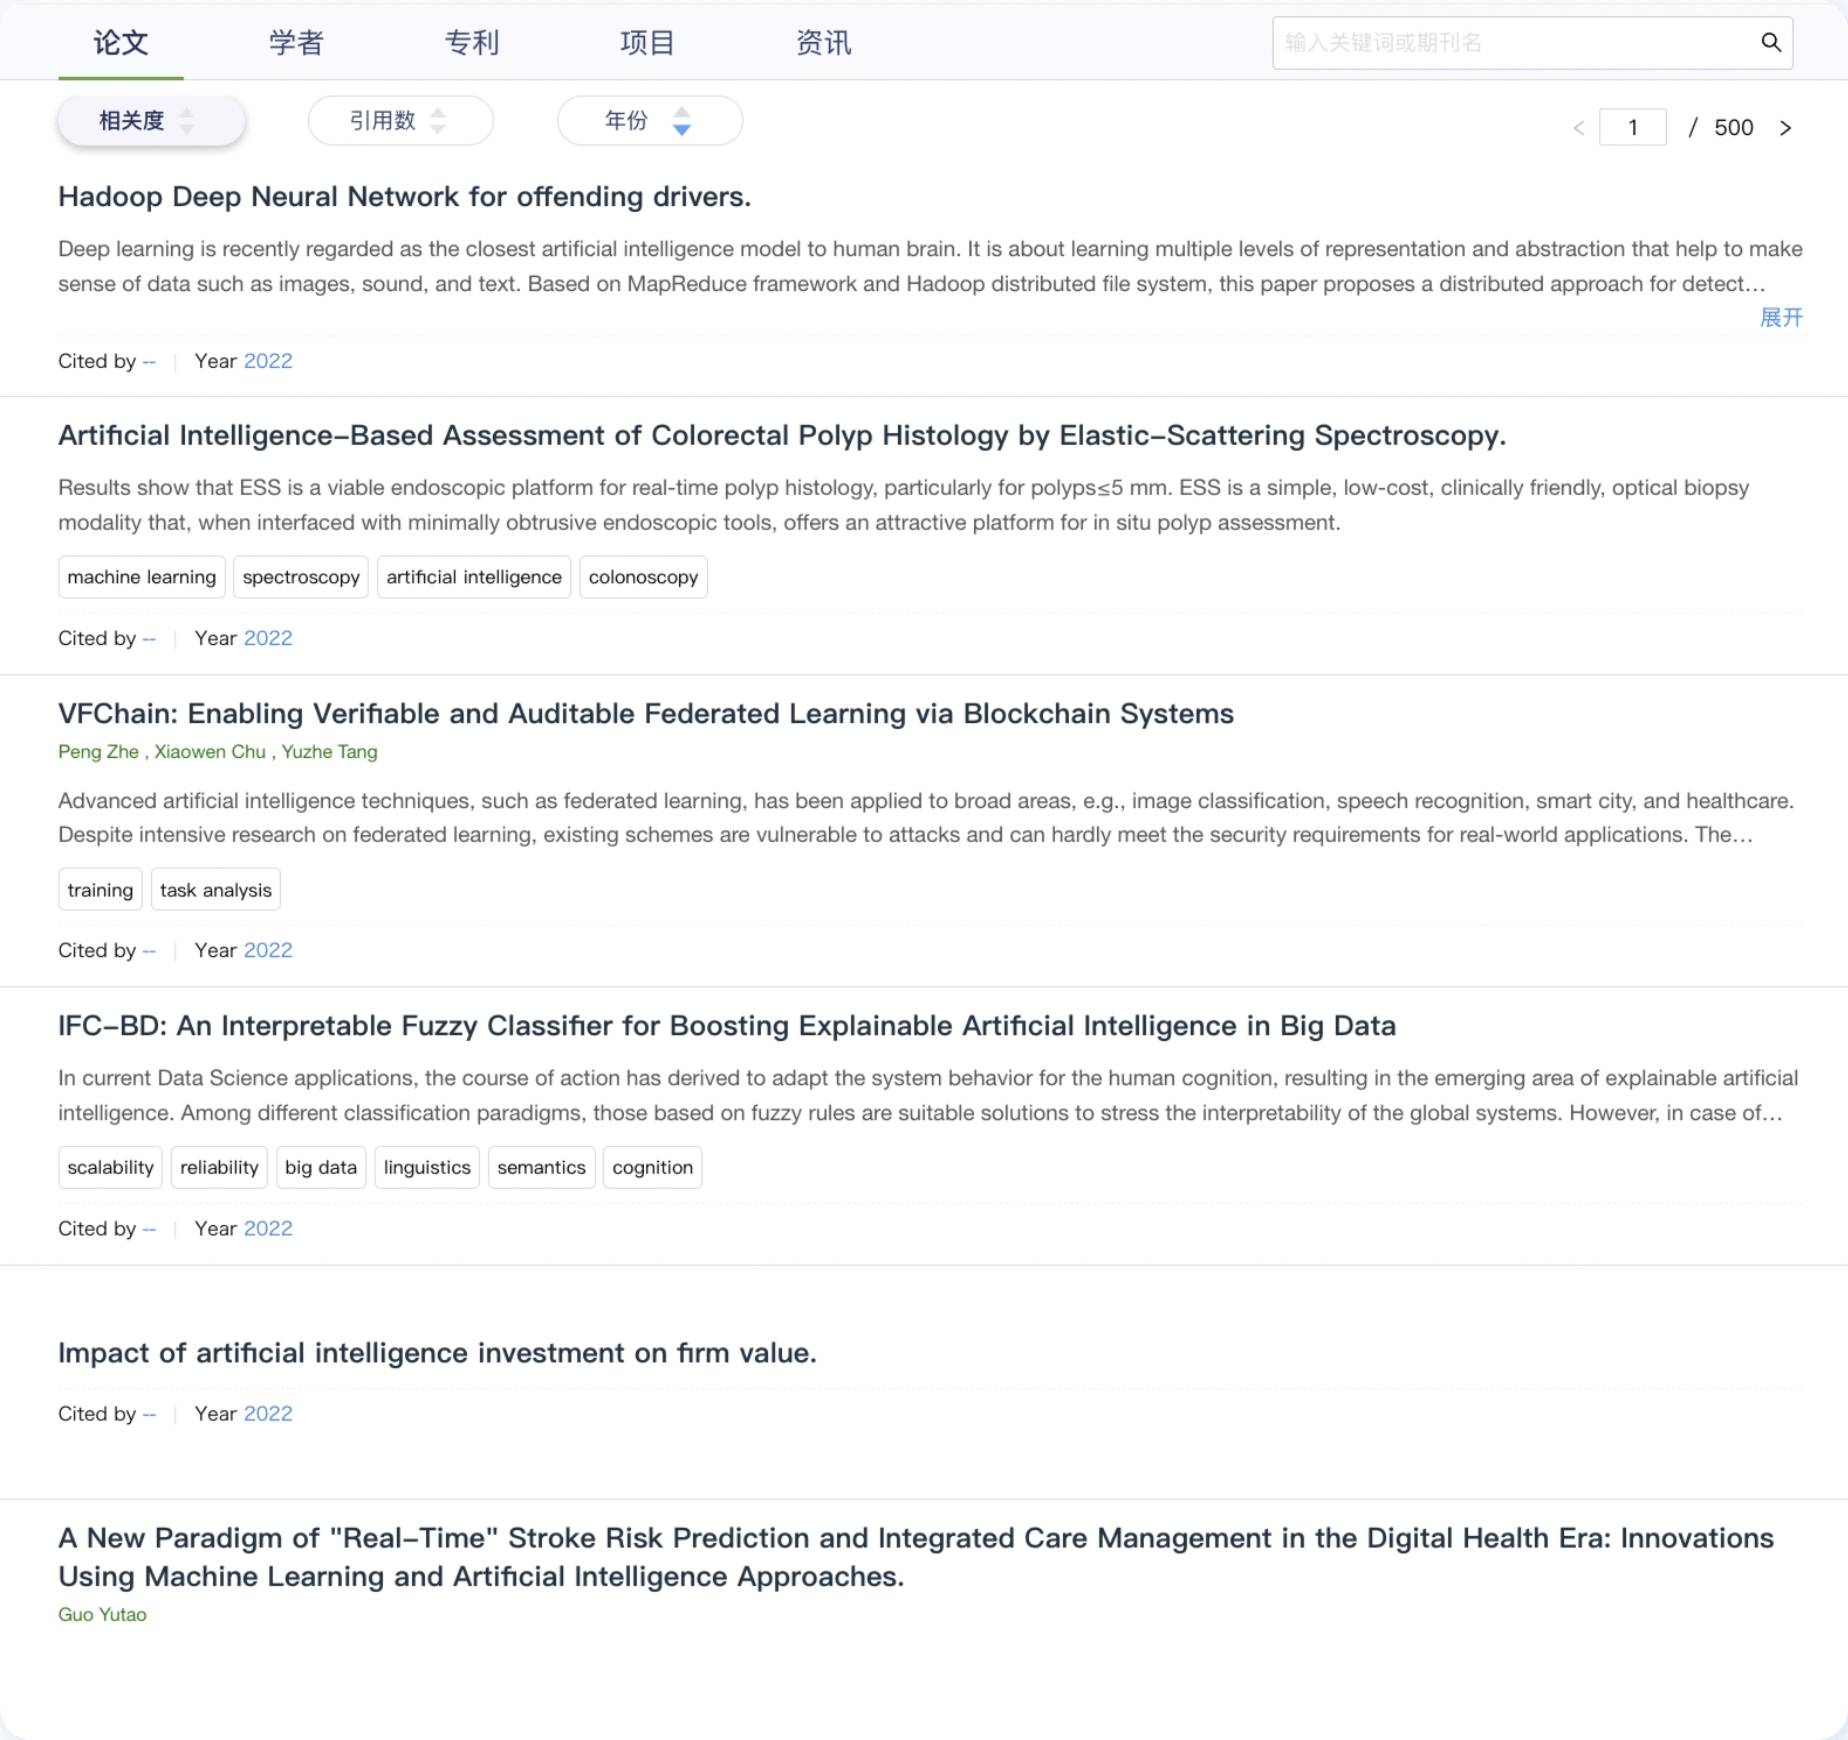 论文 学者 专利 项目 资讯 输入关键词或期刊名
相关度 引用数 年份 < 1 / 500 >
Hadoop Deep Neural Network for offending drivers.
Deep learning is recently regarded as the closest artificial intelligence model to human brain. It is about learning multiple levels of representation and abstraction that help to make
sense of data such as images, sound, and text. Based on MapReduce framework and Hadoop distributed file system, this paper proposes a distributed approach for detect...
展开
Cited by -- | Year 2022
Artificial Intelligence-Based Assessment of Colorectal Polyp Histology by Elastic-Scattering Spectroscopy.
Results show that ESS is a viable endoscopic platform for real-time polyp histology, particularly for polyps≤5 mm. ESS is a simple, low-cost, clinically friendly, optical biopsy
modality that, when interfaced with minimally obtrusive endoscopic tools, offers an attractive platform for in situ polyp assessment.
machine learning spectroscopy artificial intelligence colonoscopy
Cited by -- | Year 2022
VFChain: Enabling Verifiable and Auditable Federated Learning via Blockchain Systems
Peng Zhe , Xiaowen Chu , Yuzhe Tang
Advanced artificial intelligence techniques, such as federated learning, has been applied to broad areas, e.g., image classification, speech recognition, smart city, and healthcare.
Despite intensive research on federated learning, existing schemes are vulnerable to attacks and can hardly meet the security requirements for real-world applications. The...
training task analysis
Cited by -- | Year 2022
IFC-BD: An Interpretable Fuzzy Classifier for Boosting Explainable Artificial Intelligence in Big Data
In current Data Science applications, the course of action has derived to adapt the system behavior for the human cognition, resulting in the emerging area of explainable artificial
intelligence. Among different classification paradigms, those based on fuzzy rules are suitable solutions to stress the interpretability of the global systems. However, in case of...
scalability reliability big data linguistics semantics cognition
Cited by -- | Year 2022
Impact of artificial intelligence investment on firm value.
Cited by -- | Year 2022
A New Paradigm of "Real-Time" Stroke Risk Prediction and Integrated Care Management in the Digital Health Era: Innovations
Using Machine Learning and Artificial Intelligence Approaches.
Guo Yutao